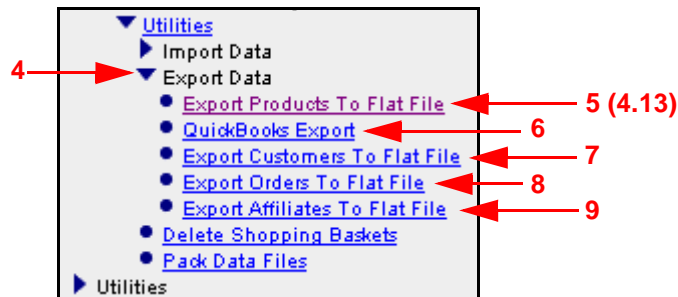 Utilities
Import Data
4 Export Data
Export Products To Flat File 5 (4.13)
QuickBooks Export 6
Export Customers To Flat File 7
Export Orders To Flat File 8
Export Affiliates To Flat File 9
Delete Shopping Baskets
Pack Data Files
Utilities